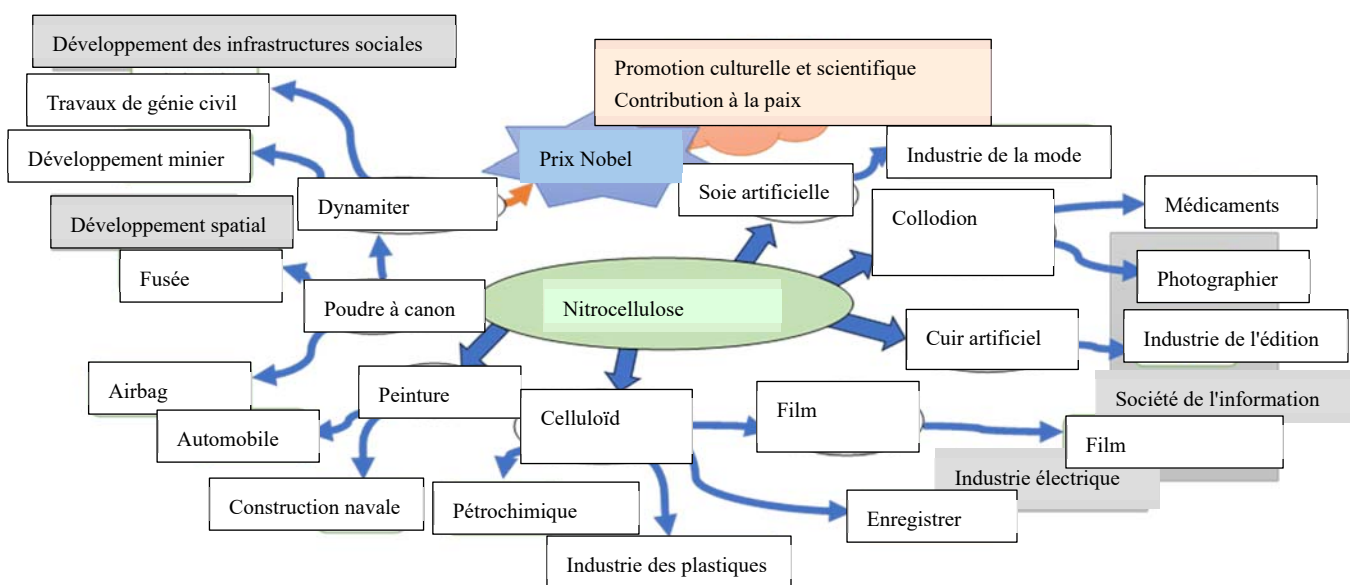 Développement des infrastructures sociales
Promotion culturelle et scientifique
Contribution à la paix
Travaux de génie civil
Développement minier
Prix Nobel
Industrie de la mode
Dynamiter
Soie artificielle
Collodion
Médicaments
Développement spatial
Fusée
Photographier
Poudre à canon
Nitrocellulose
Cuir artificiel
Industrie de l'édition
Airbag
Peinture
Société de l'information
Automobile
Celluloïd
Film
Film
Industrie électrique
Construction navale
Pétrochimique
Enregistrer
Industrie des plastiques